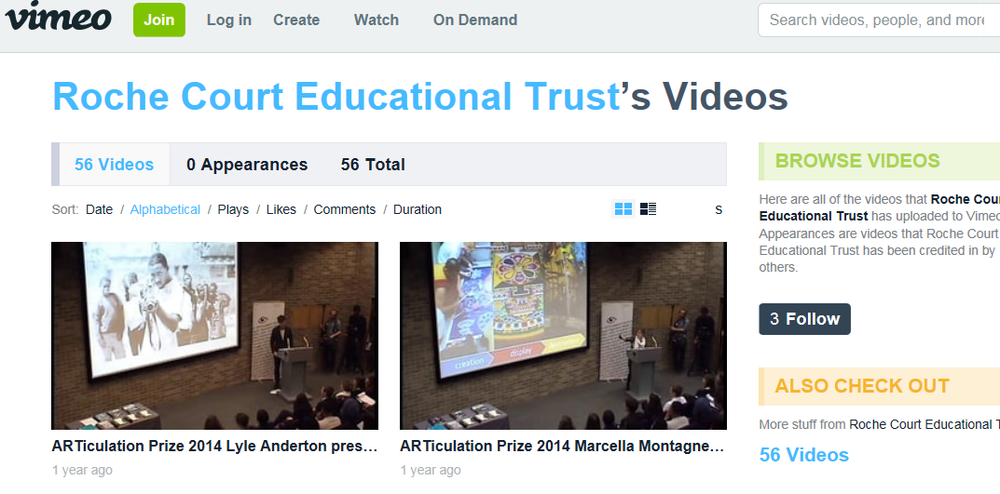 vimeo Join Log in Create Watch On Demand Search videos, people, and more
Roche Court Educational Trust's Videos
56 Videos 0 Appearances 56 Total
Sort: Date / Alphabetical / Plays / Likes / Comments / Duration S
creation display destruction
ARTiculation Prize 2014 Lyle Anderton pres…
1 year ago
ARTiculation Prize 2014 Marcella Montagne…
1 year ago
BROWSE VIDEOS
Here are all of the videos that Roche Cour
Educational Trust has uploaded to Vimeo
Appearances are videos that Roche Court
Educational Trust has been credited in by
others.
3 Follow
ALSO CHECK OUT
More stuff from Roche Court Educational T
56 Videos